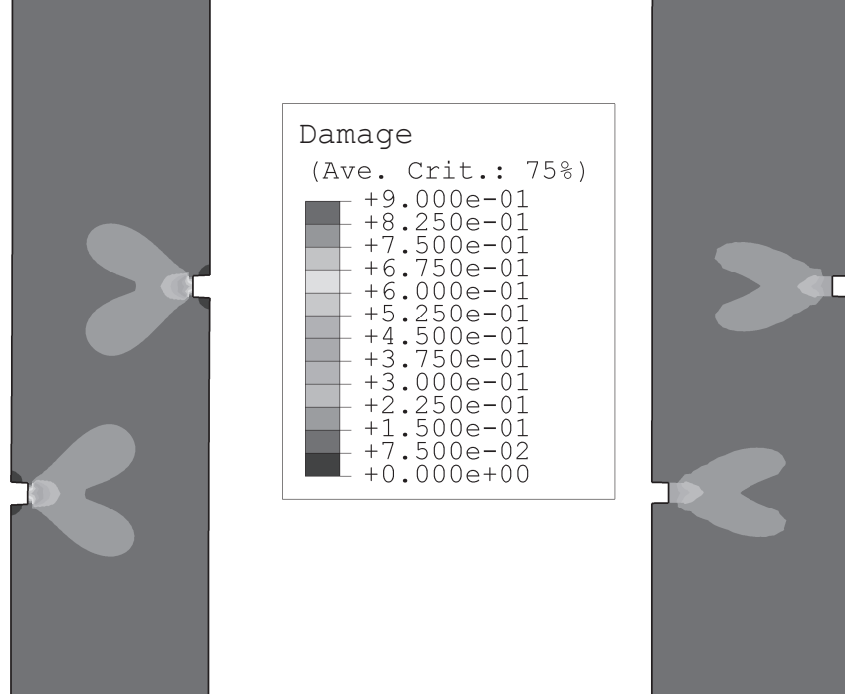 Damage
(Ave. Crit.: 75%)
+9.000e-01
+8.250e-01
+7.500e-01
+6.750e-01
+6.000e-01
+5.250e-01
+4.500e-01
+3.750e-01
+3.000e-01
+2.250e-01
+1.500e-01
+7.500e-02
+0.000e+00